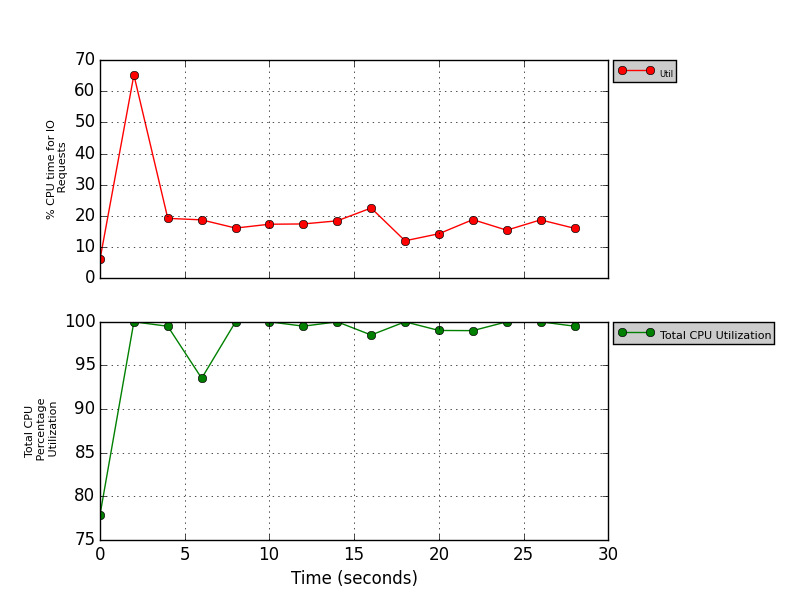 70
60
50
40
30
20
10
0
% CPU time for IO
Requests
Util
100
95
90
85
80
75
Total CPU
Percentage
Utilization
Total CPU Utilization
0 5 10 15 20 25 30
Time (seconds)